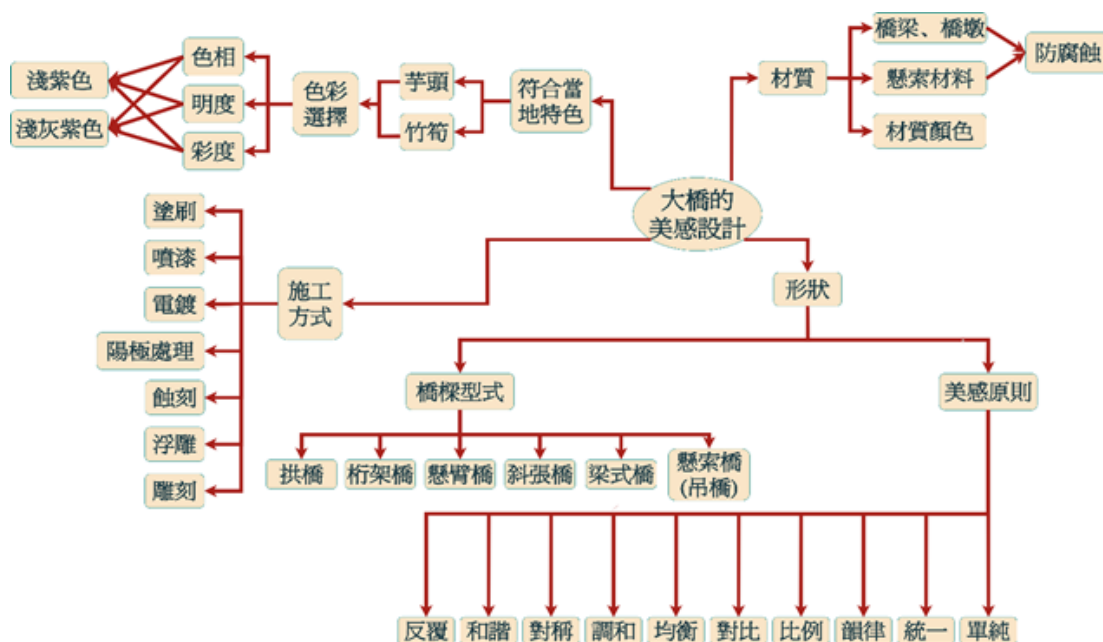 大橋的
美感設計
材質
橋梁、橋墩
懸索材料
材質顏色
防腐蝕
符合當
地特色
芋頭
竹筍
色彩
選擇
色相
明度
彩度
淺紫色
淺灰紫色
施工
方式
塗刷
噴漆
電鍍
陽極處理
蝕刻
浮雕
雕刻
形狀
橋樑型式
拱橋
桁架橋
懸臂橋
斜張橋
梁式橋
懸索橋
(吊橋)
美感原則
反覆
和諧
對稱
調和
均衡
對比
比例
韻律
統一
單純